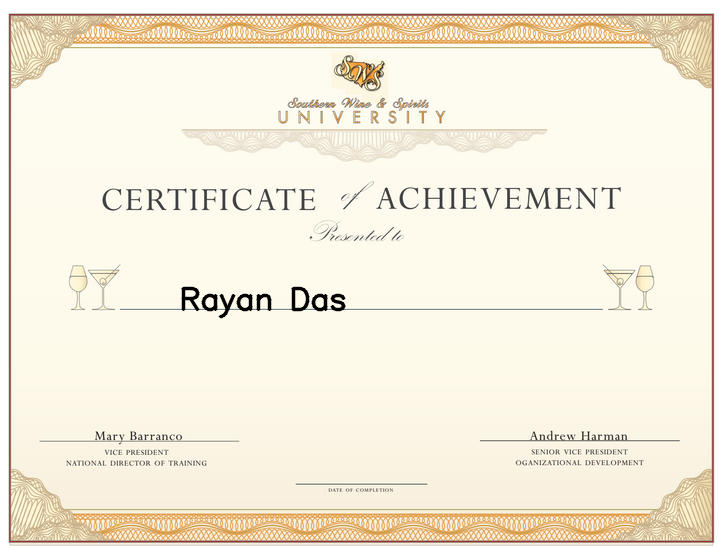 SWS
Southern Wine & Spirits
UNIVERSITY
CERTIFICATE of ACHIEVEMENT
Presented to
Rayan Das
Mary Barranco
VICE PRESIDENT
NATIONAL DIRECTOR OF TRAINING
Andrew Harman
SENIOR VICE PRESIDENT
OGANIZATIONAL DEVELOPMENT
DATE OF COMPLETION